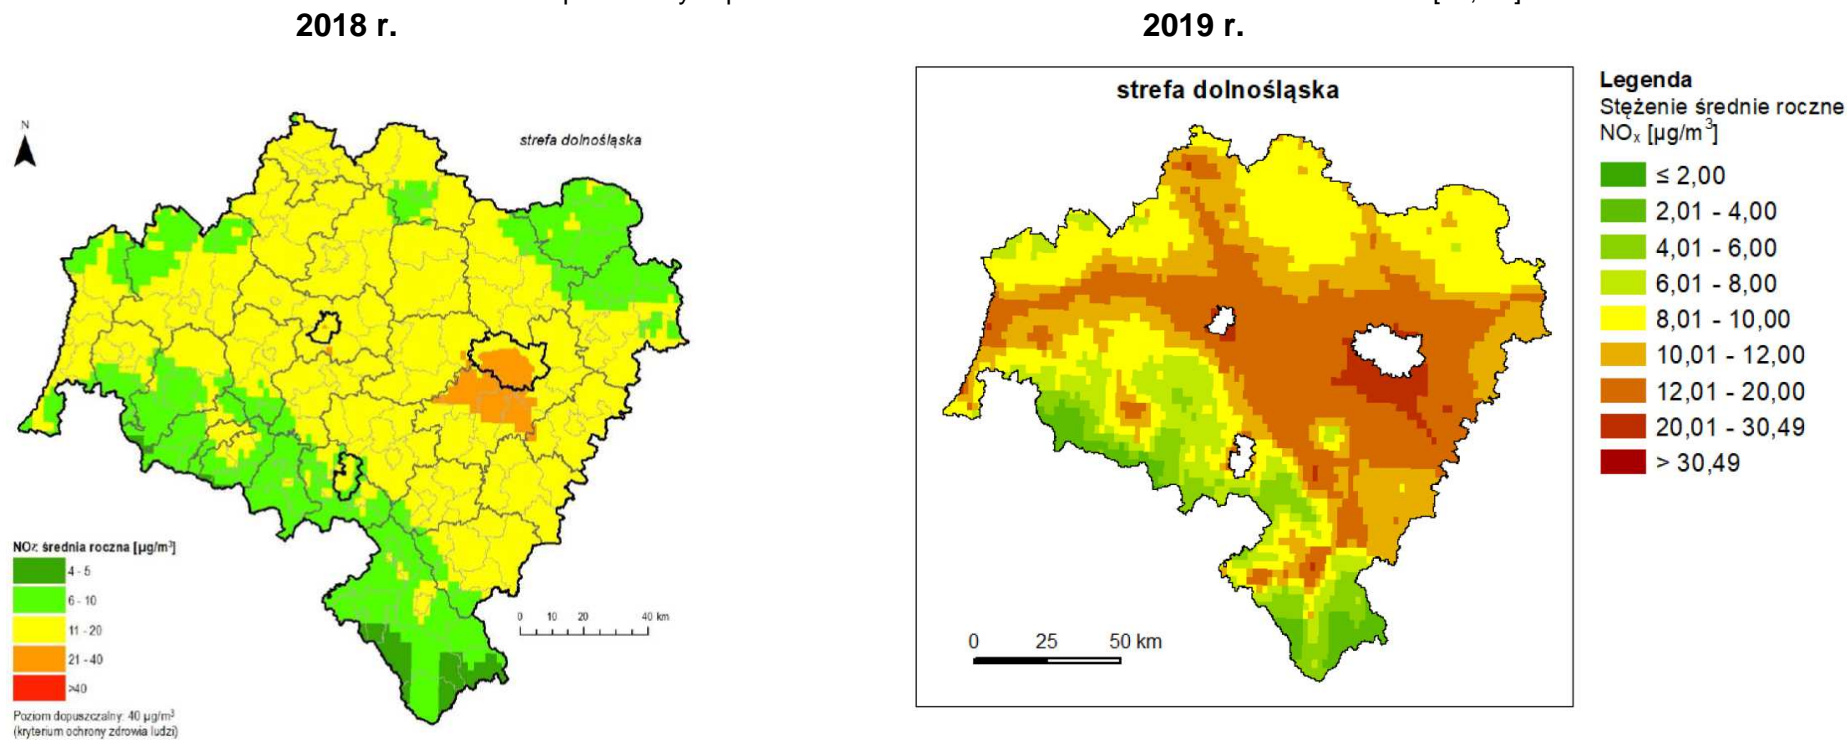 2018 r.
2019 r.
N
strefa dolnośląska
NOx średnia roczna [µg/m³]
4 - 5
6 - 10
11 - 20
21 - 40
>40
Poziom dopuszczalny: 40 µg/m³
(kryterium ochrony zdrowia ludzi)
0 10 20 40 km
strefa dolnośląska
0 25 50 km
Legenda
Stężenie średnie roczne
NOₓ [µg/m³]
≤ 2,00
2,01 - 4,00
4,01 - 6,00
6,01 - 8,00
8,01 - 10,00
10,01 - 12,00
12,01 - 20,00
20,01 - 30,49
> 30,49